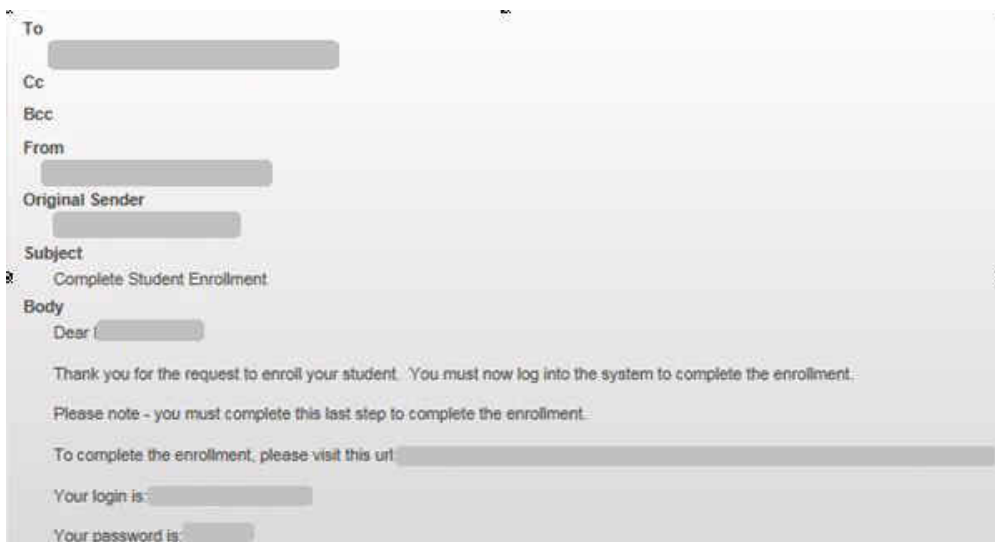 To
Cc
Bcc
From
Original Sender
Subject
Complete Student Enrollment
Body
Dear
Thank you for the request to enroll your student. You must now log into the system to complete the enrollment.
Please note - you must complete this last step to complete the enrollment.
To complete the enrollment, please visit this url:
Your login is:
Your password is: